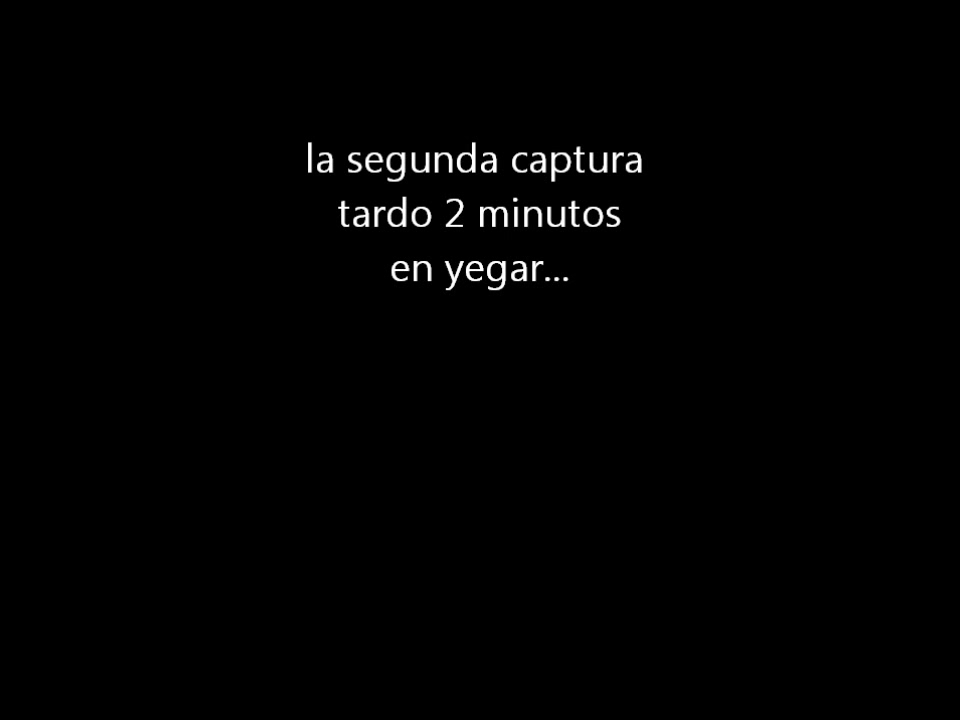 la segunda captura
tardo 2 minutos
en yegar...